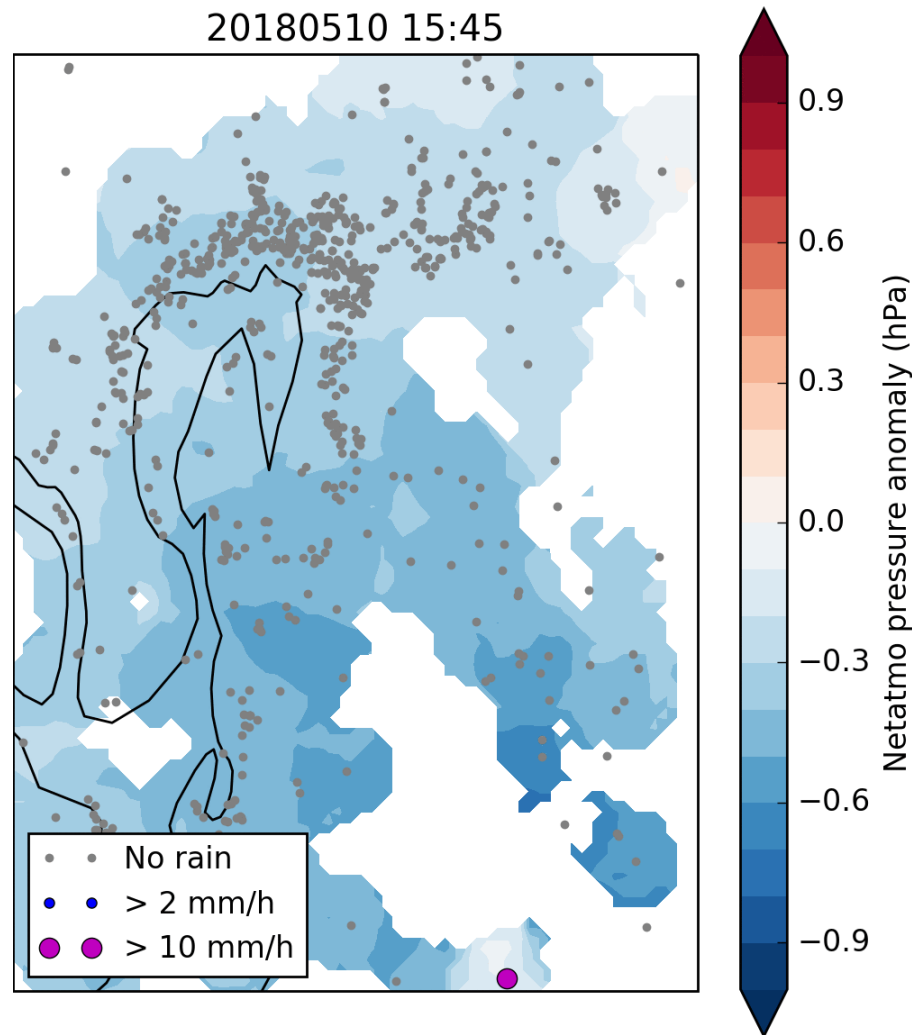 20180510 15:45
0.9
0.6
0.3
0.0
−0.3
−0.6
−0.9
Netatmo pressure anomaly (hPa)
No rain
> 2 mm/h
> 10 mm/h